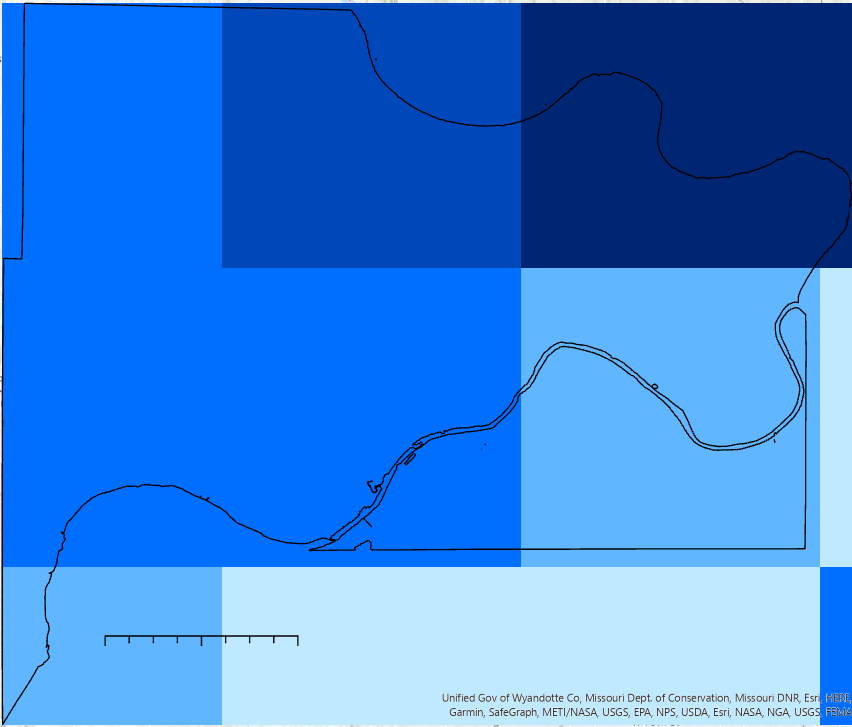 Unified Gov of Wyandotte Co, Missouri Dept. of Conservation, Missouri DNR, Esri, HERE,
Garmin, SafeGraph, METI/NASA, USGS, EPA, NPS, USDA, Esri, NASA, NGA, USGS, FEMA